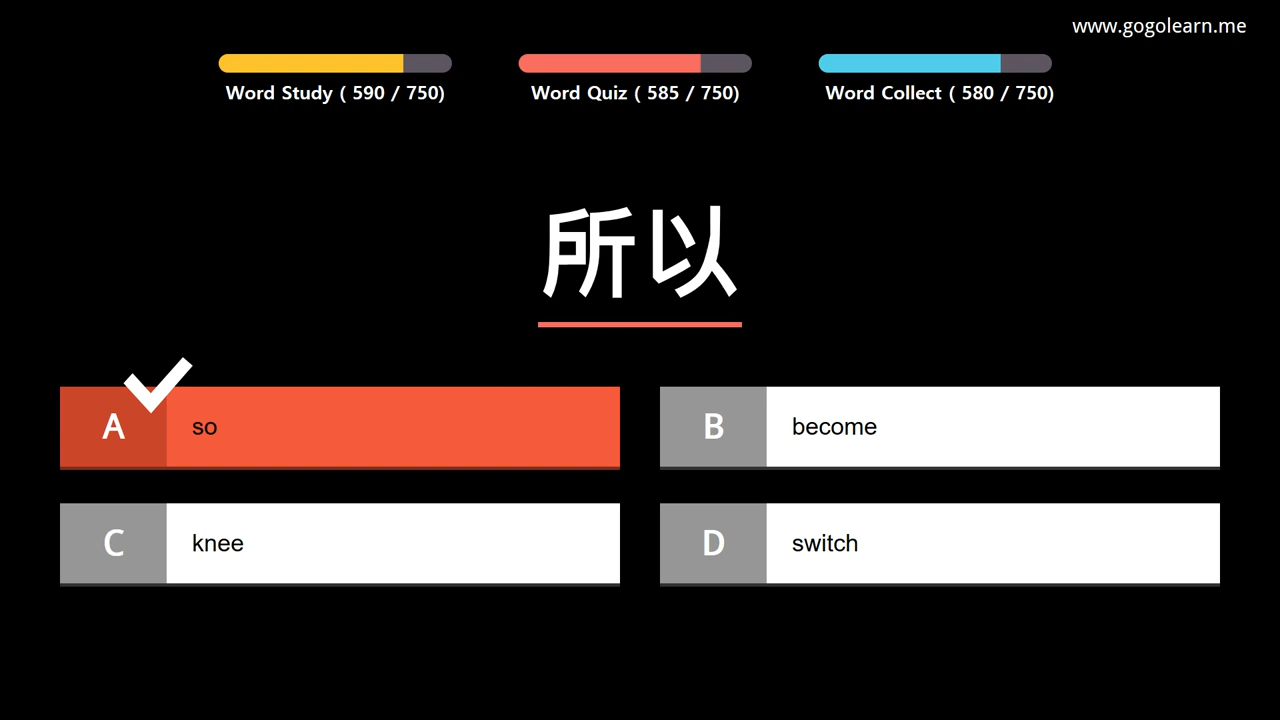 www.gogolearn.me
Word Study ( 590 / 750)
Word Quiz ( 585 / 750)
Word Collect ( 580 / 750)
所以
A
so
B
become
C
knee
D
switch